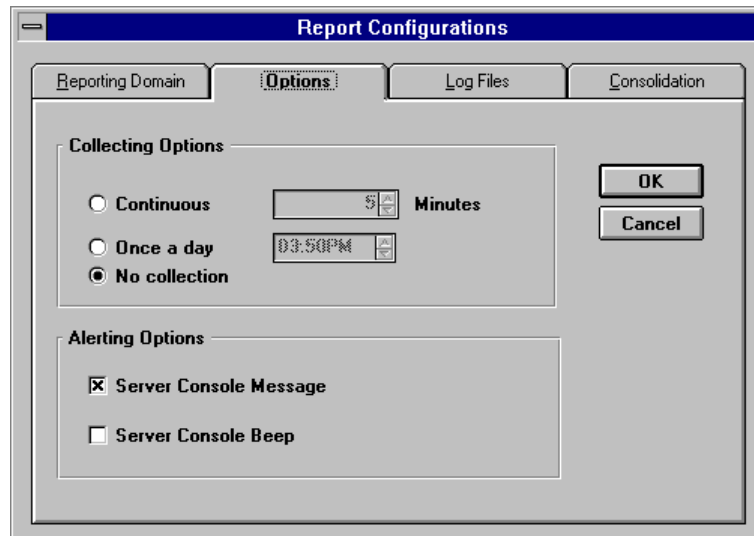 Report Configurations
Reporting Domain
Options
Log Files
Consolidation
Collecting Options
Continuous
5
Minutes
Once a day
03:50PM
No collection
OK
Cancel
Alerting Options
Server Console Message
Server Console Beep